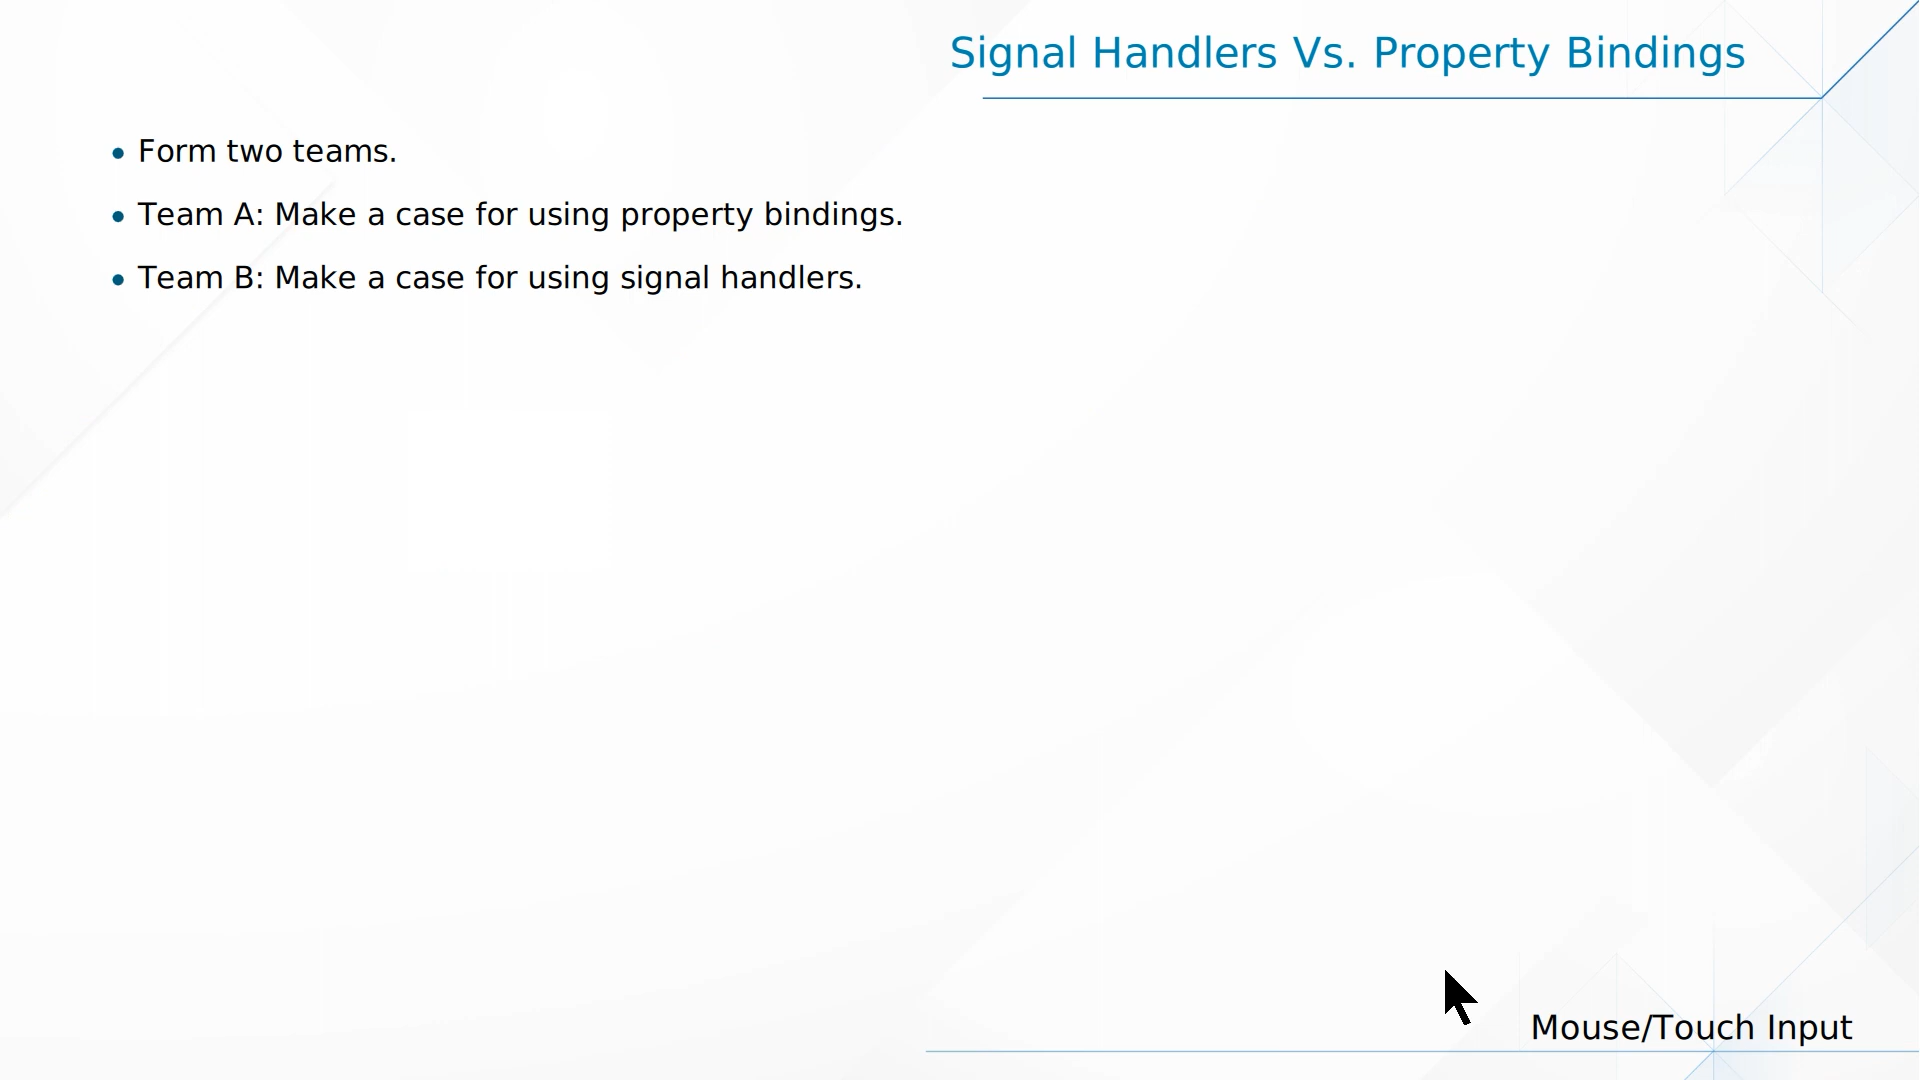 Signal Handlers Vs. Property Bindings
• Form two teams.
• Team A: Make a case for using property bindings.
• Team B: Make a case for using signal handlers.
Mouse/Touch Input